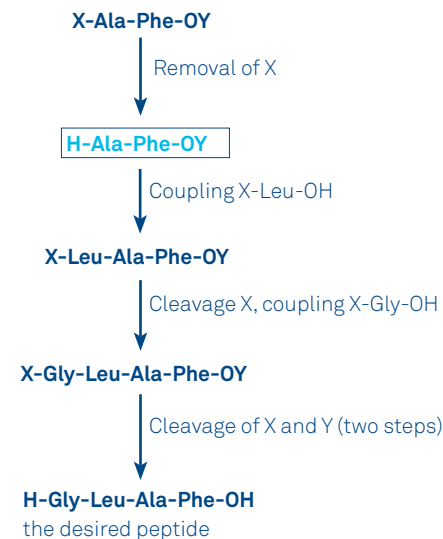 X-Ala-Phe-OY
Removal of X
H-Ala-Phe-OY
Coupling X-Leu-OH
X-Leu-Ala-Phe-OY
Cleavage X, coupling X-Gly-OH
X-Gly-Leu-Ala-Phe-OY
Cleavage of X and Y (two steps)
H-Gly-Leu-Ala-Phe-OH
the desired peptide